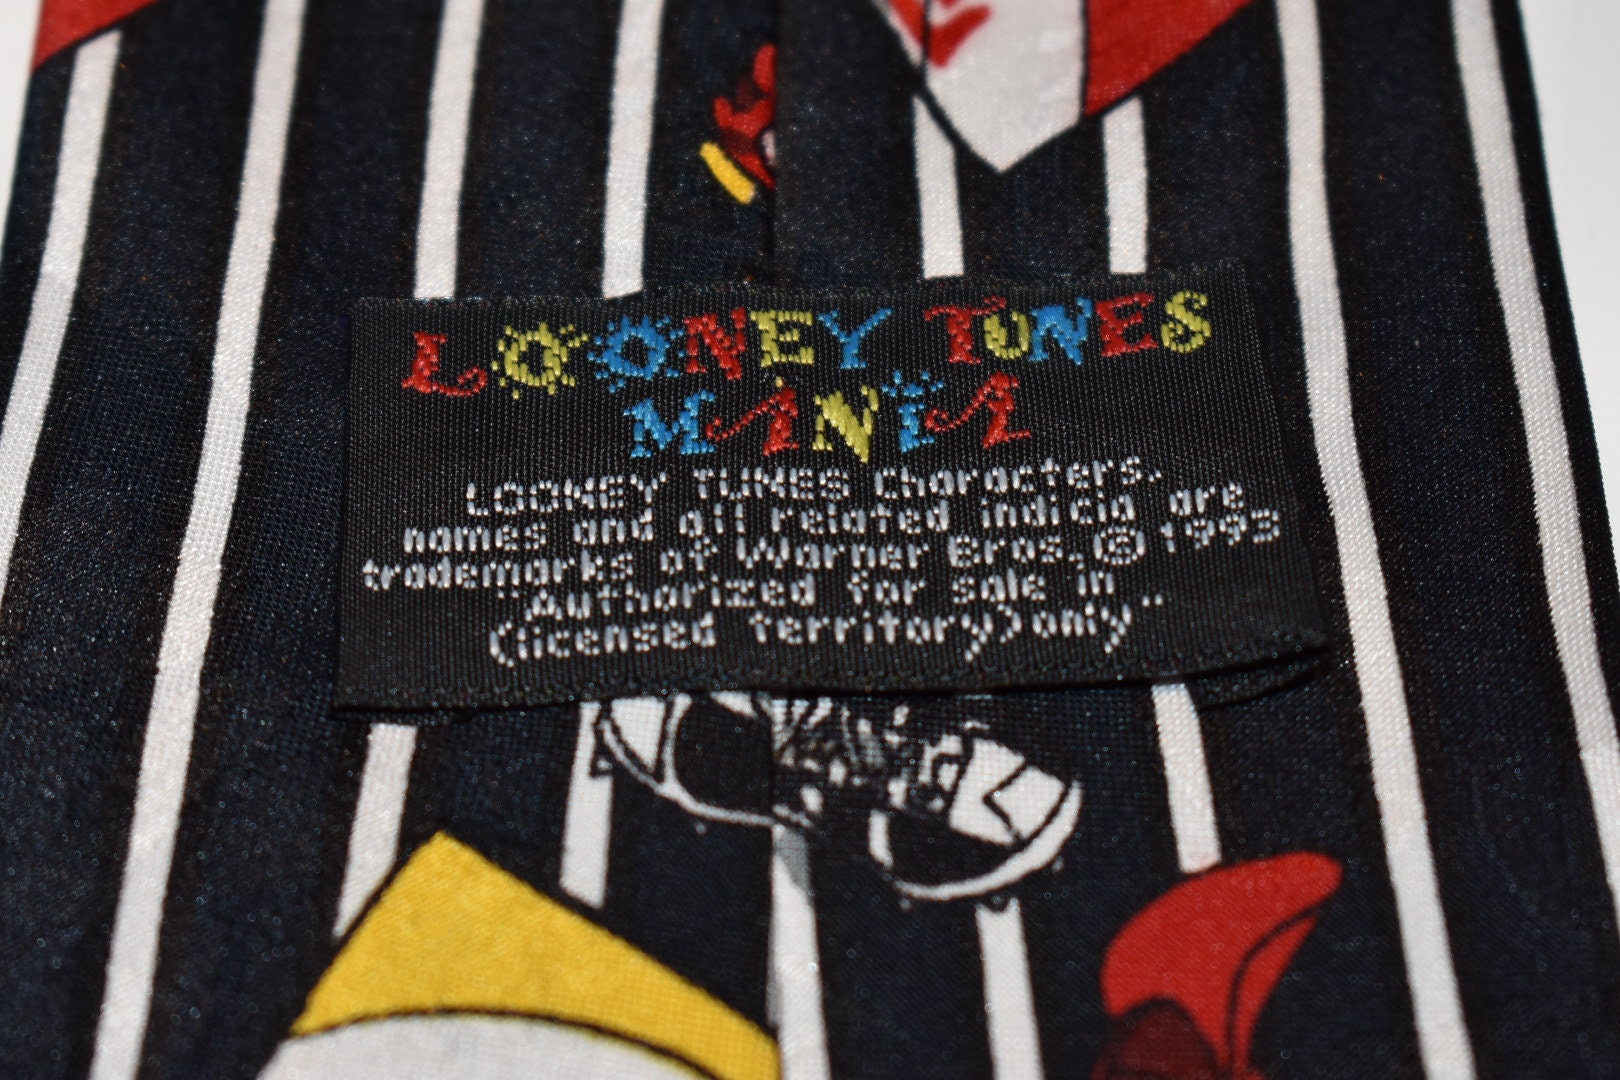 LOONEY TUNES
MANIA
LOONEY TUNES characters,
names and all related indicia are
trademarks of Warner Bros. © 1993
"Authorized for sale in
(licensed territory) only"